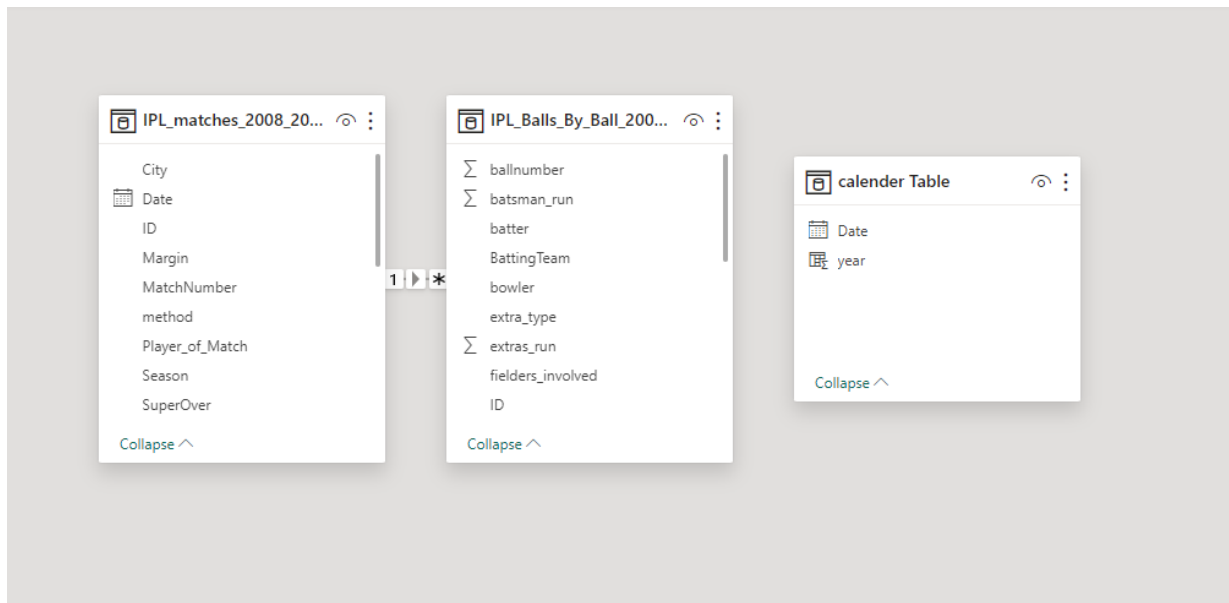 IPL_matches_2008_20...
City
Date
ID
Margin
MatchNumber
method
Player_of_Match
Season
SuperOver
Collapse
1
*
IPL_Balls_By_Ball_200...
ballnumber
batsman_run
batter
BattingTeam
bowler
extra_type
extras_run
fielders_involved
ID
Collapse
calender Table
Date
year
Collapse